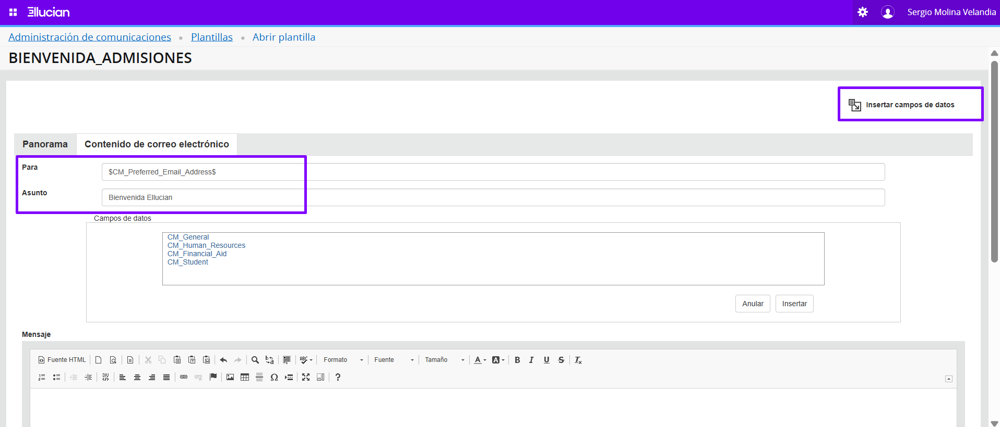 Ellucian
Sergio Molina Velandia
Administración de comunicaciones • Plantillas • Abrir plantilla
BIENVENIDA_ADMISIONES
Insertar campos de datos
Panorama Contenido de correo electrónico
Para $CM_Preferred_Email_Address$
Asunto Bienvenida Ellucian
Campos de datos
CM_General
CM_Human_Resources
CM_Financial_Aid
CM_Student
Anular Insertar
Mensaje
Fuente HTML Formato Fuente Tamaño